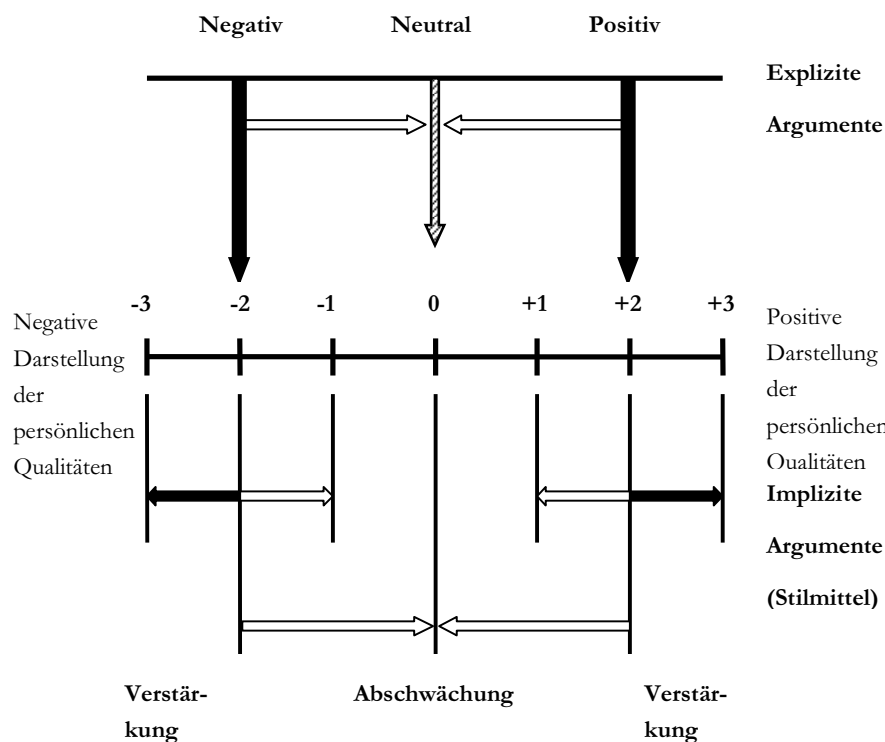 Negativ Neutral Positiv
Explizite
Argumente
-3 -2 -1 0 +1 +2 +3
Negative
Darstellung
der
persönlichen
Qualitäten
Positive
Darstellung
der
persönlichen
Qualitäten
Implizite
Argumente
(Stilmittel)
Verstär-
kung
Abschwächung
Verstär-
kung